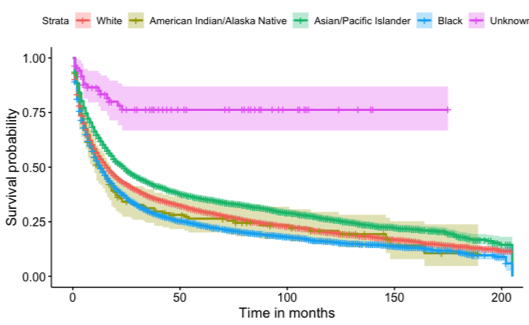 Strata White American Indian/Alaska Native Asian/Pacific Islander Black Unknown
1.00
0.75
0.50
0.25
0.00
Survival probability
0 50 100 150 200
Time in months